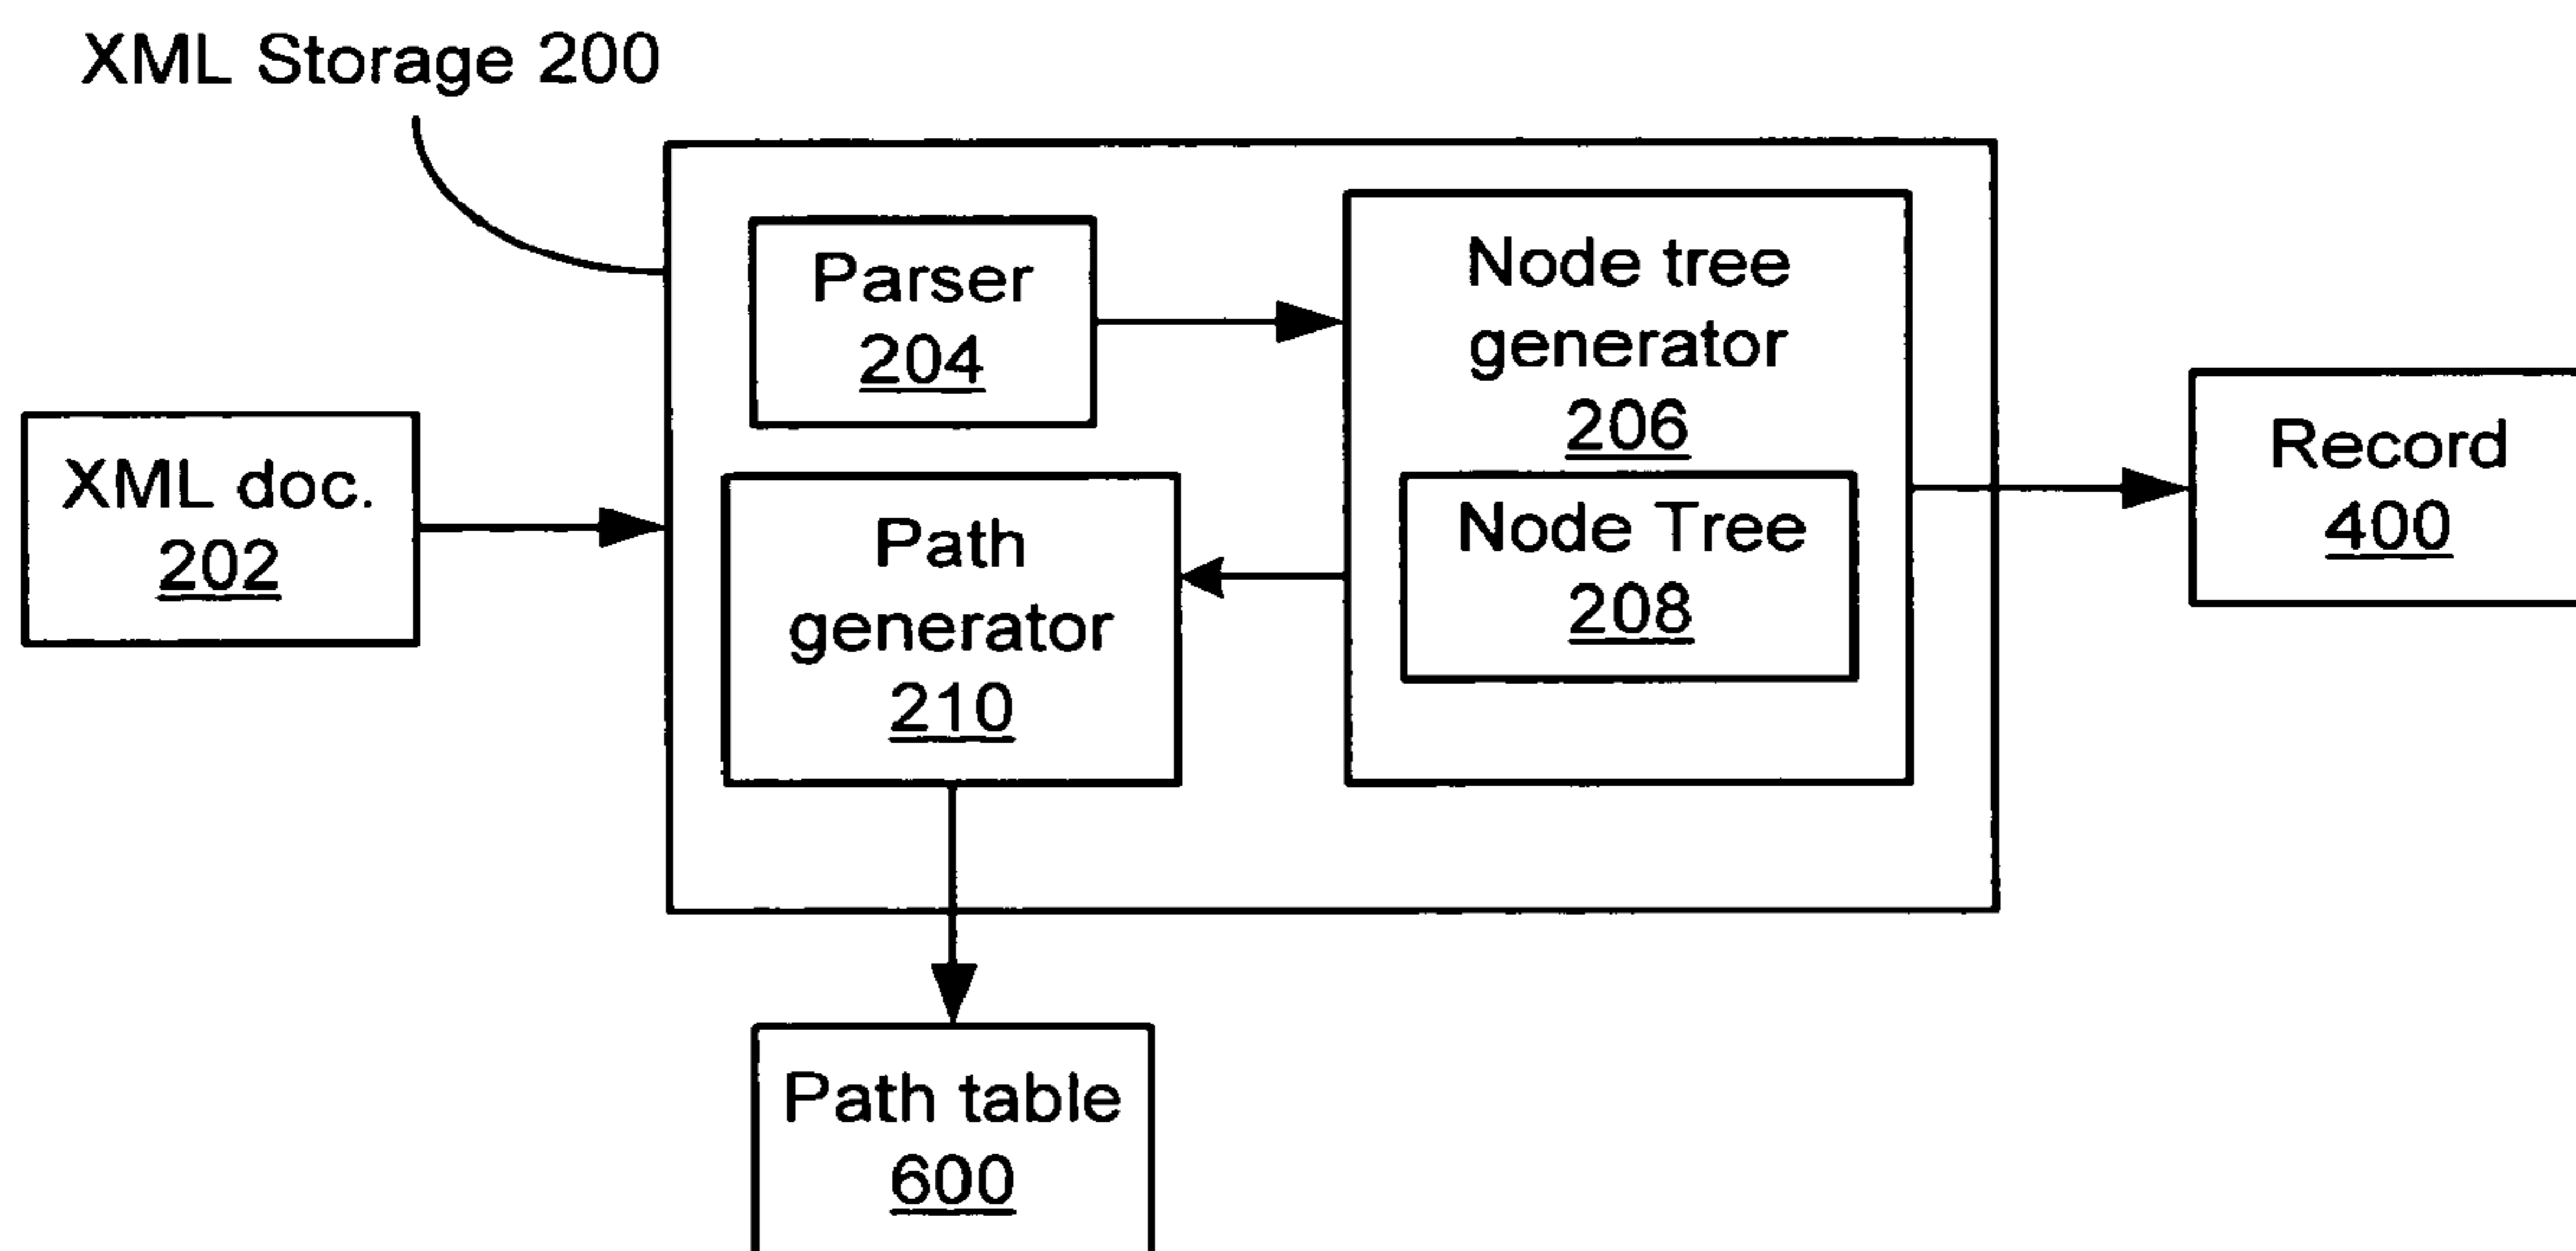 XML Storage 200
Parser
204
Node tree
generator
206
Node Tree
208
XML doc.
202
Path
generator
210
Record
400
Path table
600